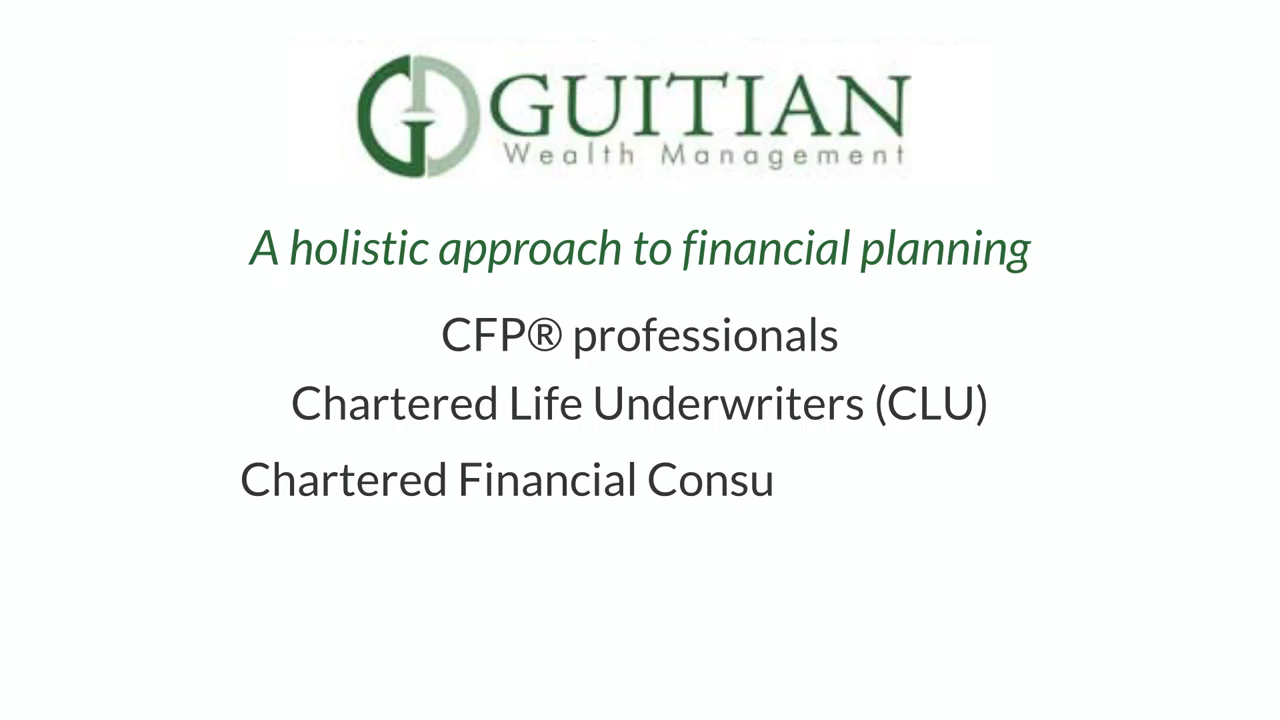 GUITIAN
Wealth Management
A holistic approach to financial planning
CFP® professionals
Chartered Life Underwriters (CLU)
Chartered Financial Consu